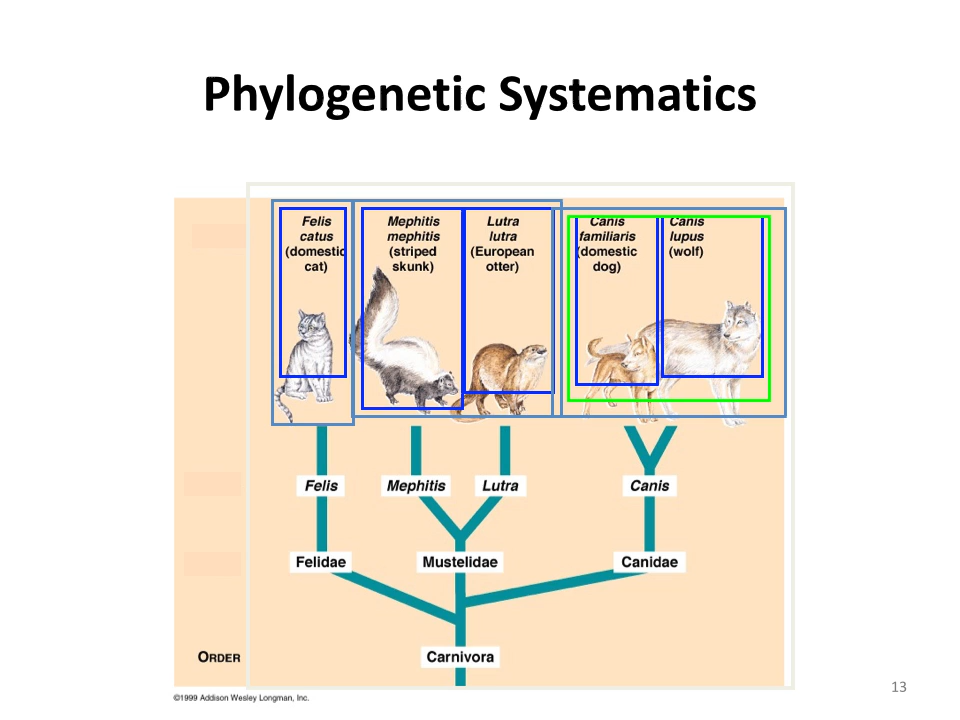 Phylogenetic Systematics
Felis
catus
(domestic
cat)
Mephitis
mephitis
(striped
skunk)
Lutra
lutra
(European
otter)
Canis
familiaris
(domestic
dog)
Canis
lupus
(wolf)
Felis
Mephitis
Lutra
Canis
Felidae
Mustelidae
Canidae
ORDER
Carnivora
©1999 Addison Wesley Longman, Inc.
13